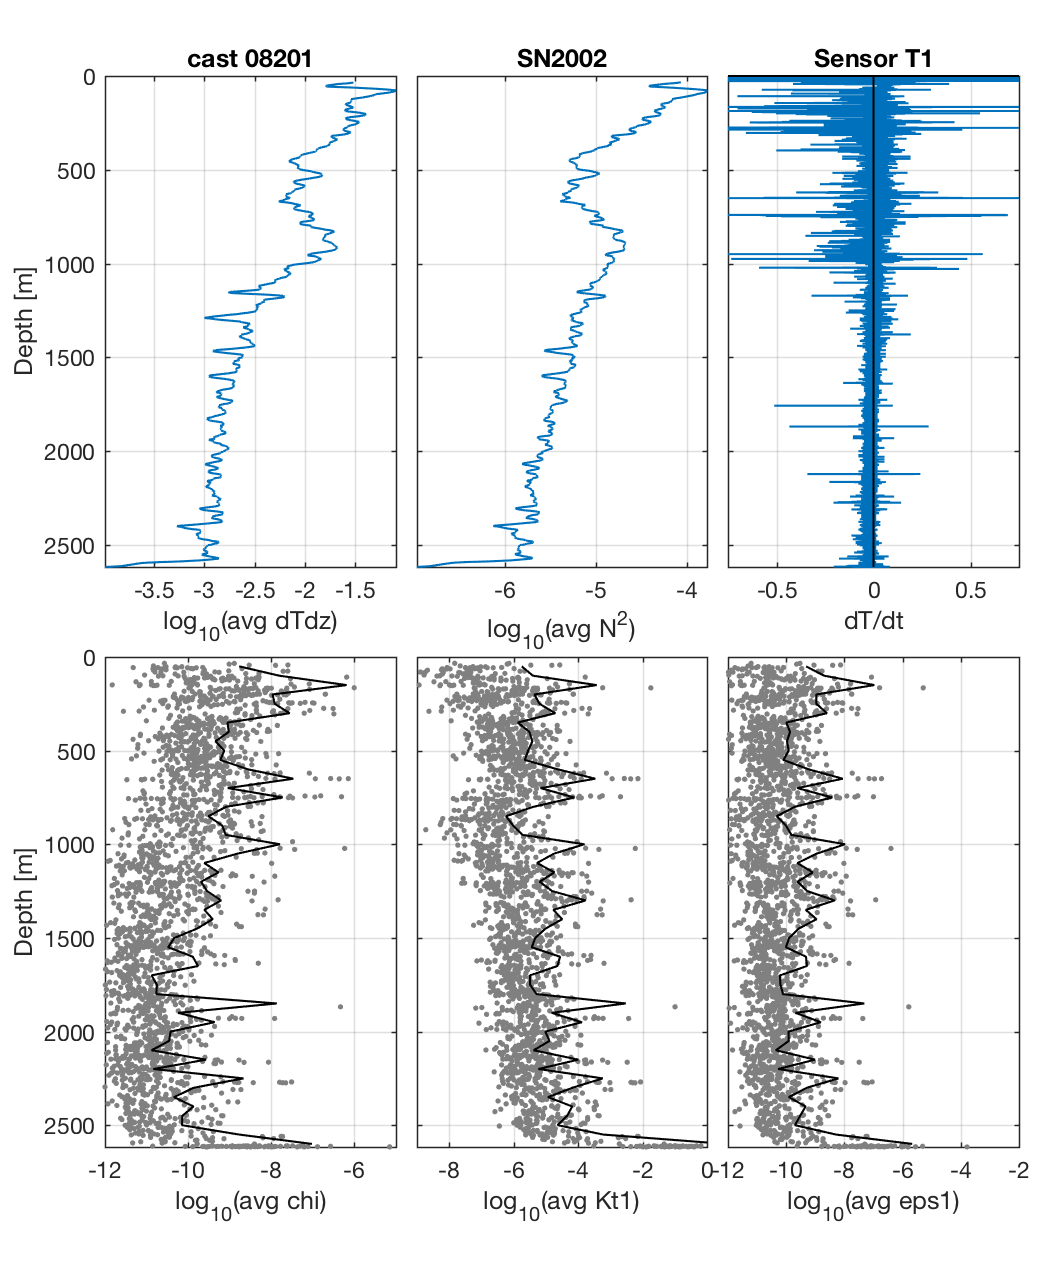 cast 08201 SN2002 Sensor T1
0
500
1000
1500
2000
2500
Depth [m]
-3.5 -3 -2.5 -2 -1.5 -6 -5 -4 -0.5 0 0.5
log10(avg dTdz) log10(avg N2) dT/dt
0
500
1000
1500
2000
2500
Depth [m]
-12 -10 -8 -6 -8 -6 -4 -2 0 -12 -10 -8 -6 -4 -2
log10(avg chi) log10(avg Kt1) log10(avg eps1)